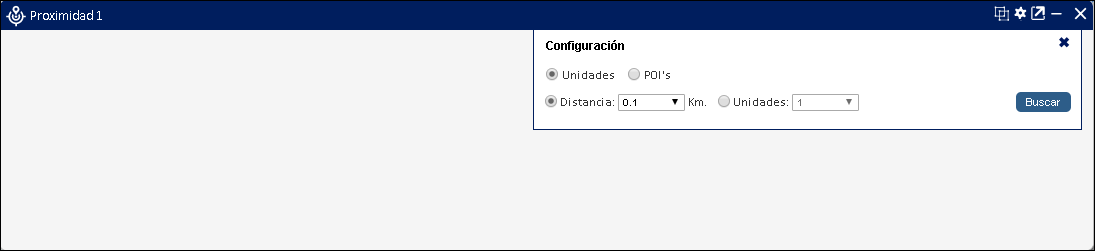 Proximidad 1
Configuración
Unidades POI's
Distancia: 0.1 Km. Unidades: 1 Buscar